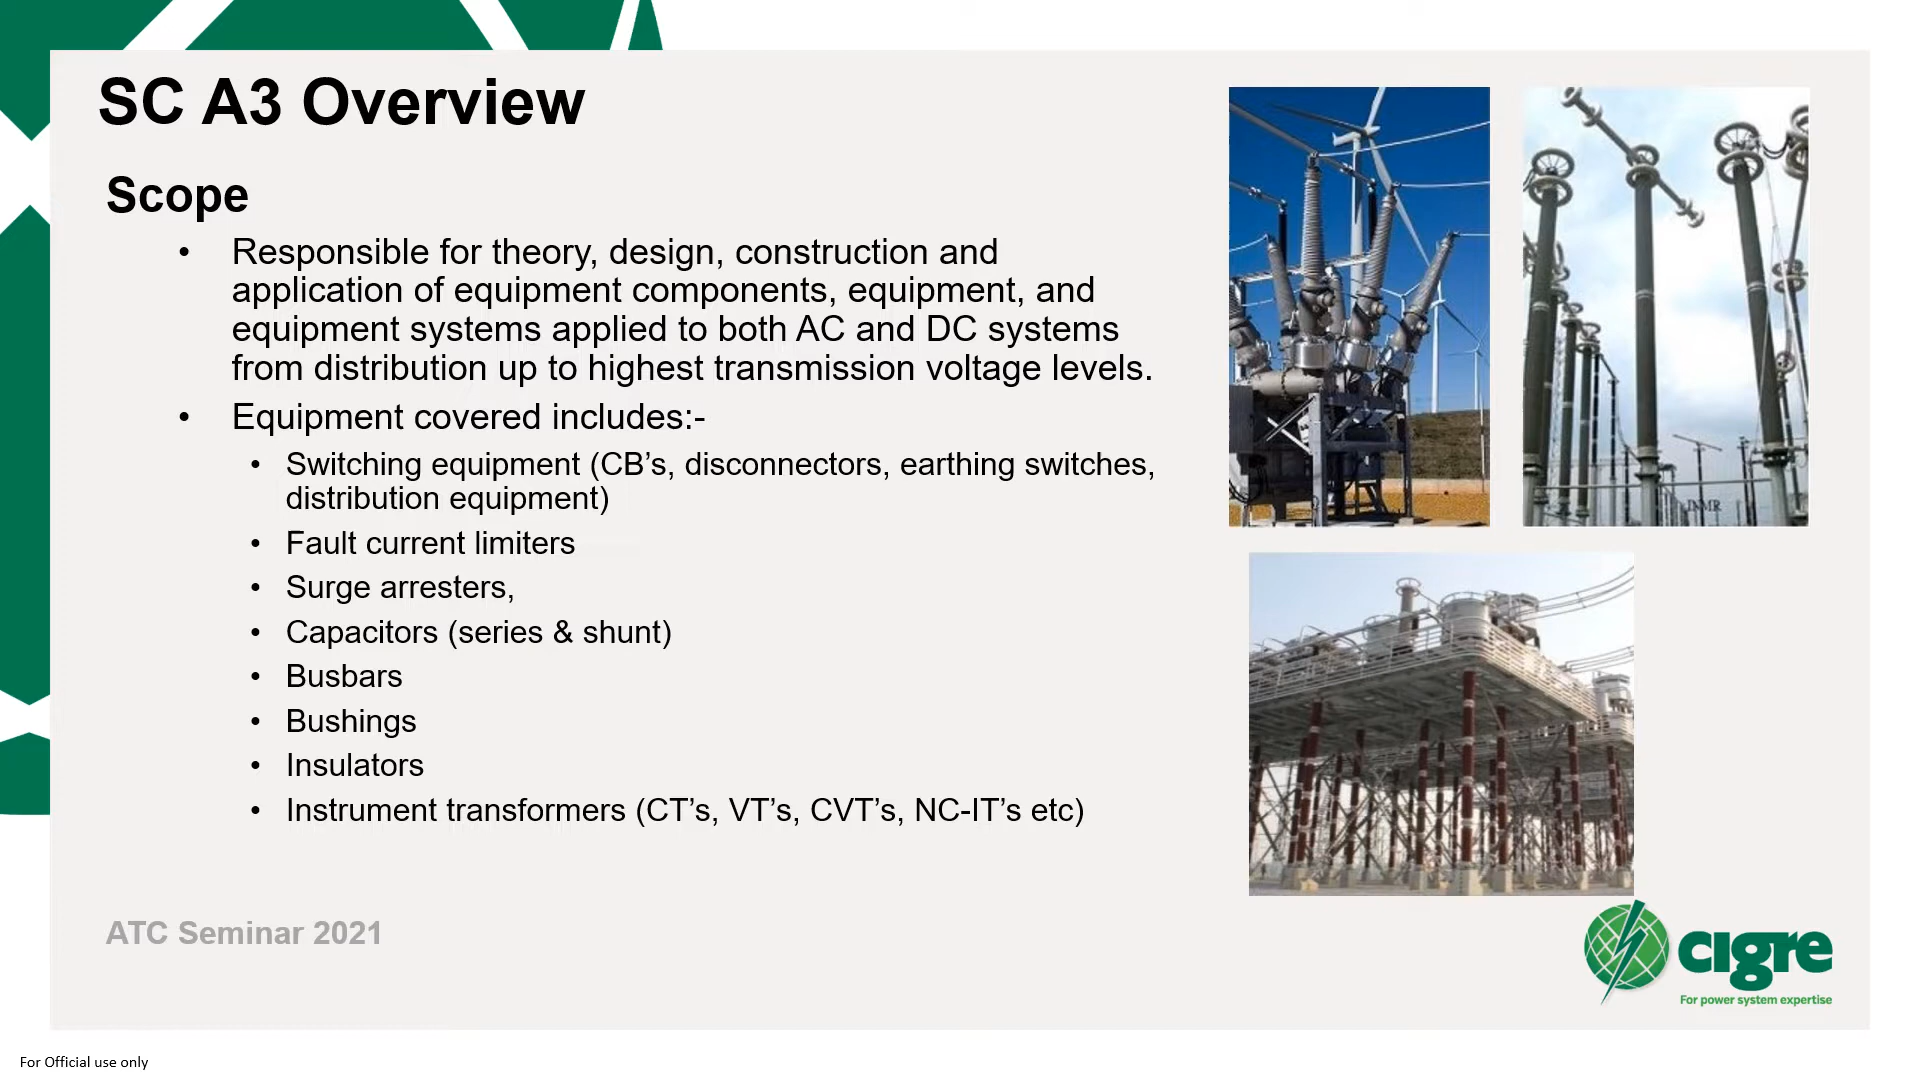 SC A3 Overview
Scope
• Responsible for theory, design, construction and
application of equipment components, equipment, and
equipment systems applied to both AC and DC systems
from distribution up to highest transmission voltage levels.
• Equipment covered includes:-
• Switching equipment (CB’s, disconnectors, earthing switches,
distribution equipment)
• Fault current limiters
• Surge arresters,
• Capacitors (series & shunt)
• Busbars
• Bushings
• Insulators
• Instrument transformers (CT’s, VT’s, CVT’s, NC-IT’s etc)
INMR
ATC Seminar 2021
cigre
For power system expertise
For Official use only